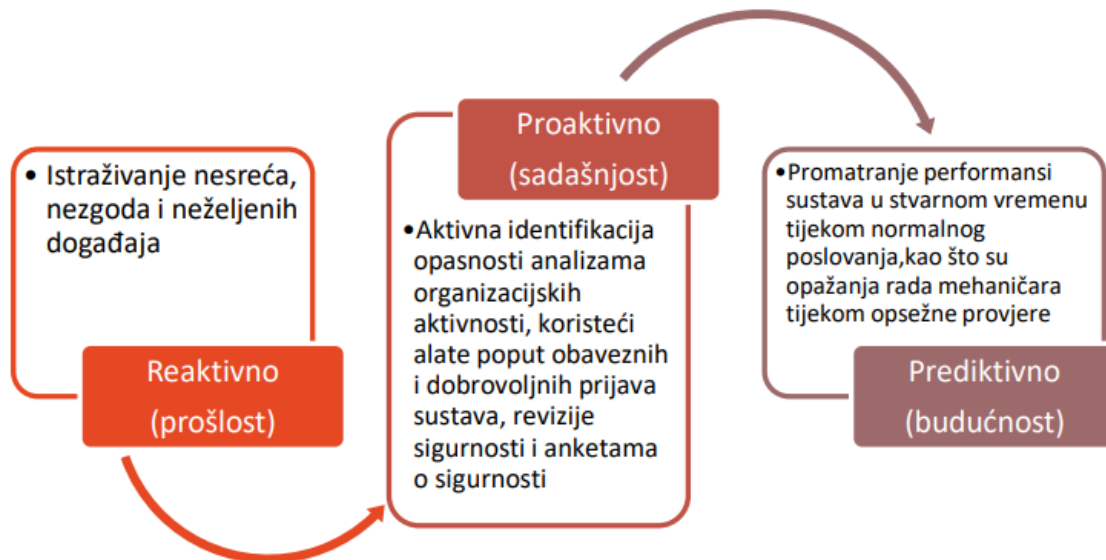 • Istraživanje nesreća,
nezgoda i neželjenih
događaja
Reaktivno
(prošlost)
Proaktivno
(sadašnjost)
•Aktivna identifikacija
opasnosti analizama
organizacijskih
aktivnosti, koristeći
alate poput obaveznih
i dobrovoljnih prijava
sustava, revizije
sigurnosti i anketama
o sigurnosti
•Promatranje performansi
sustava u stvarnom vremenu
tijekom normalnog
poslovanja,kao što su
opažanja rada mehaničara
tijekom opsežne provjere
Prediktivno
(budućnost)